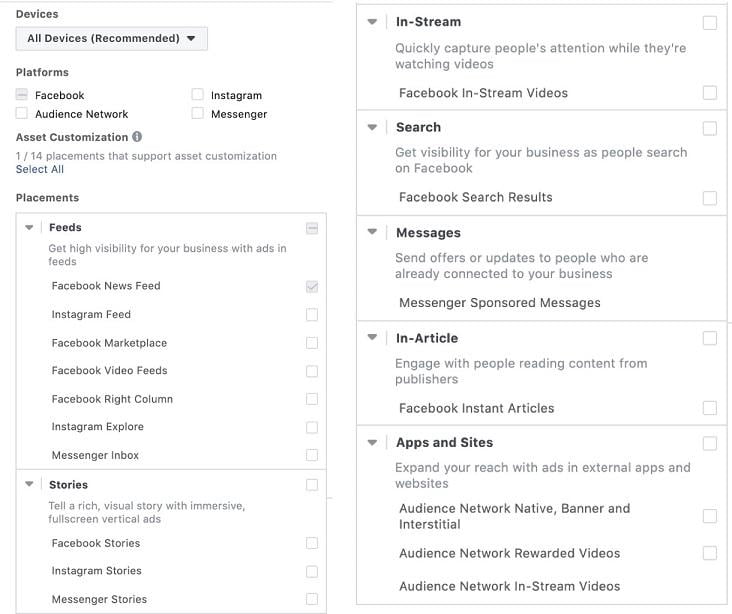 Devices
All Devices (Recommended)
Platforms
Facebook
Instagram
Audience Network
Messenger
Asset Customization
1 / 14 placements that support asset customization
Select All
Placements
Feeds
Get high visibility for your business with ads in
feeds
Facebook News Feed
Instagram Feed
Facebook Marketplace
Facebook Video Feeds
Facebook Right Column
Instagram Explore
Messenger Inbox
Stories
Tell a rich, visual story with immersive,
fullscreen vertical ads
Facebook Stories
Instagram Stories
Messenger Stories
In-Stream
Quickly capture people's attention while they're
watching videos
Facebook In-Stream Videos
Search
Get visibility for your business as people search
on Facebook
Facebook Search Results
Messages
Send offers or updates to people who are
already connected to your business
Messenger Sponsored Messages
In-Article
Engage with people reading content from
publishers
Facebook Instant Articles
Apps and Sites
Expand your reach with ads in external apps and
websites
Audience Network Native, Banner and
Interstitial
Audience Network Rewarded Videos
Audience Network In-Stream Videos